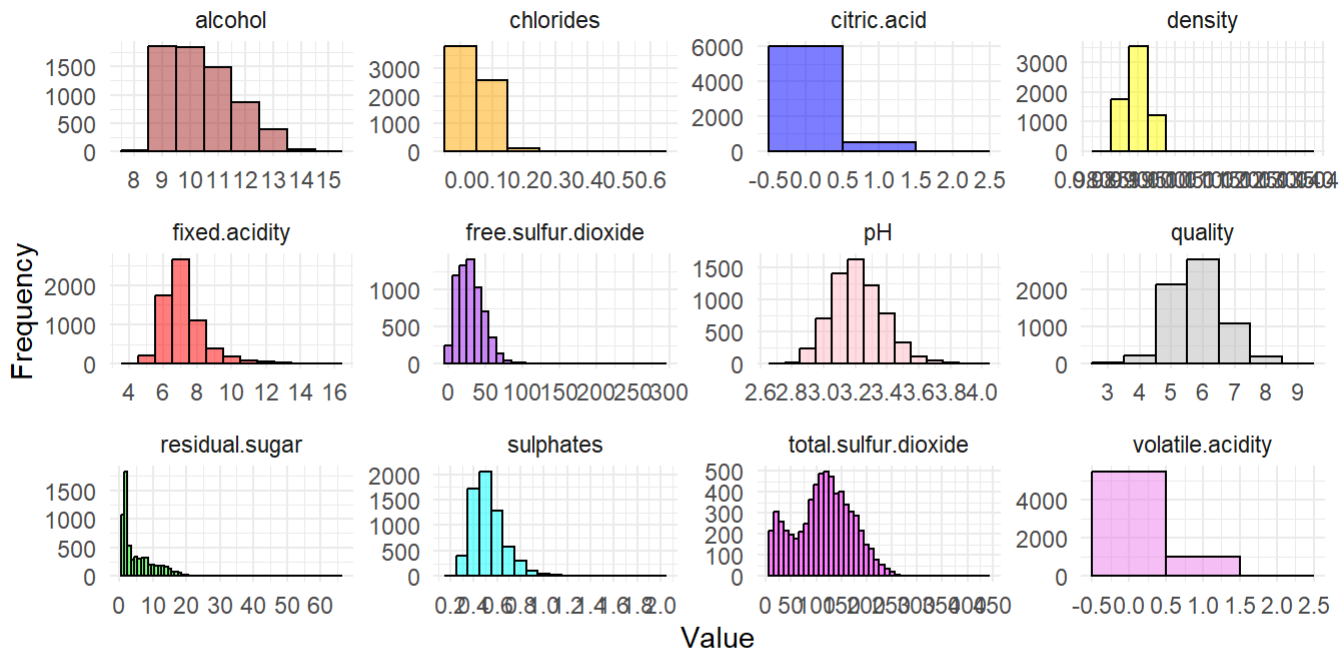 alcohol
chlorides
citric.acid
density
1500
1000
500
0
3000
2000
1000
0
6000
4000
2000
0
3000
2000
1000
0
8 9 10 11 12 13 14 15
0.0 0.1 0.2 0.3 0.4 0.5 0.6
-0.5 0.0 0.5 1.0 1.5 2.0 2.5
fixed.acidity
free.sulfur.dioxide
pH
quality
2000
1000
0
1000
500
0
1500
1000
500
0
2000
1000
0
4 6 8 10 12 14 16
0 50 100 150 200 250 300
2.6 2.8 3.0 3.2 3.4 3.6 3.8 4.0
3 4 5 6 7 8 9
Frequency
residual.sugar
sulphates
total.sulfur.dioxide
volatile.acidity
1500
1000
500
0
2000
1500
1000
500
0
500
400
300
200
100
0
4000
2000
0
0 10 20 30 40 50 60
0.2 0.4 0.6 0.8 1.0 1.2 1.4 1.6 1.8 2.0
0 50 100 150 200 250 300 350 400 450
-0.5 0.0 0.5 1.0 1.5 2.0 2.5
Value